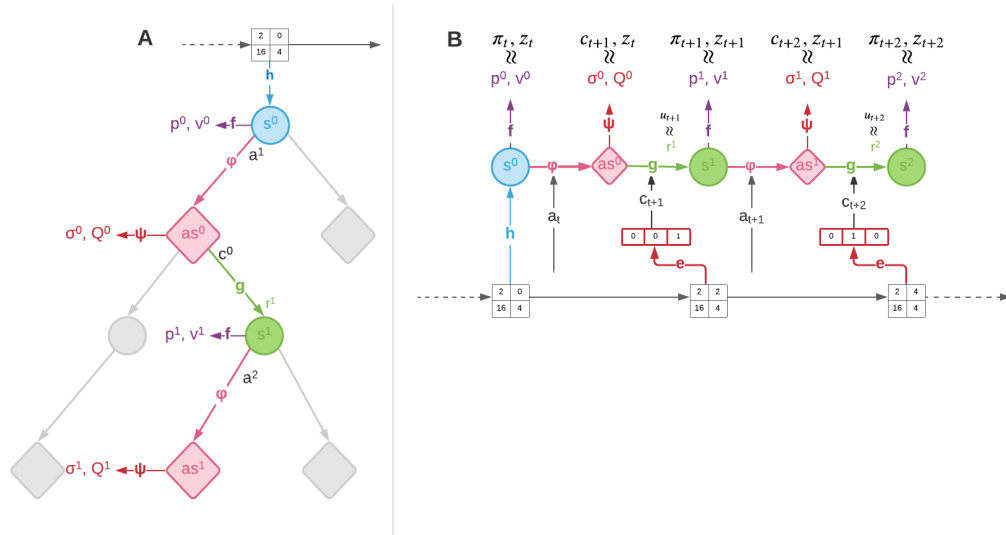 A
2 0
16 4
h
p⁰, v⁰ f s⁰
a¹
φ
σ⁰, Q⁰ ψ as⁰
c⁰
g
r¹
p¹, v¹ f s¹
a²
φ
σ¹, Q¹ ψ as¹
B
πₜ, zₜ cₜ₊₁, zₜ πₜ₊₁, zₜ₊₁ cₜ₊₂, zₜ₊₁ πₜ₊₂, zₜ₊₂
≈ ≈ ≈ ≈ ≈
p⁰, v⁰ σ⁰, Q⁰ p¹, v¹ σ¹, Q¹ p², v²
uₜ₊₁ uₜ₊₂
f ψ ≈ f ψ ≈ f
r¹ r²
s⁰ φ as⁰ g s¹ φ as¹ g s²
cₜ₊₁ cₜ₊₂
aₜ aₜ₊₁
h 0 0 1 0 1 0
e e
2 0 2 2 2 4
16 4 16 4 16 4